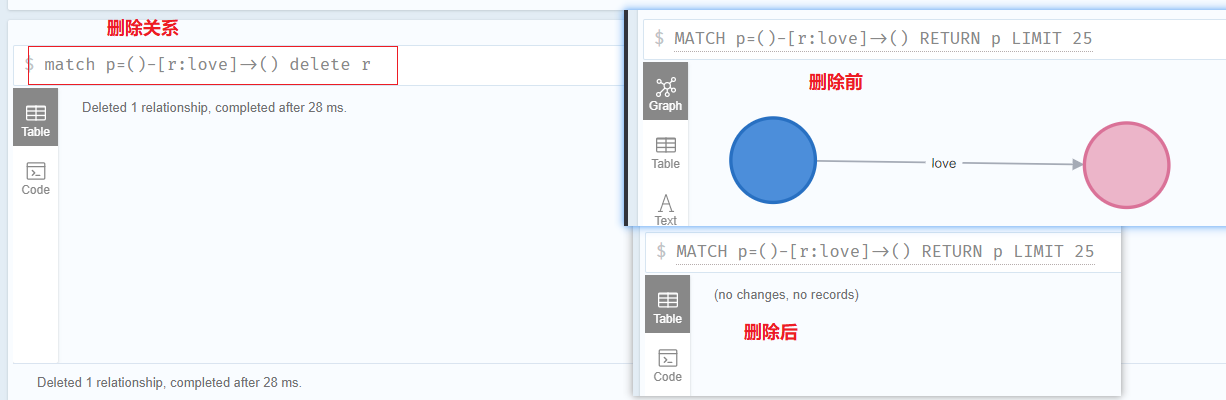 删除关系
$ match p=()-[r:love]->() delete r
Deleted 1 relationship, completed after 28 ms.
Table
Code
Deleted 1 relationship, completed after 28 ms.
$ MATCH p=()-[r:love]->() RETURN p LIMIT 25
删除前
Graph
Table
Text
love
$ MATCH p=()-[r:love]->() RETURN p LIMIT 25
(no changes, no records)
Table
删除后
Code